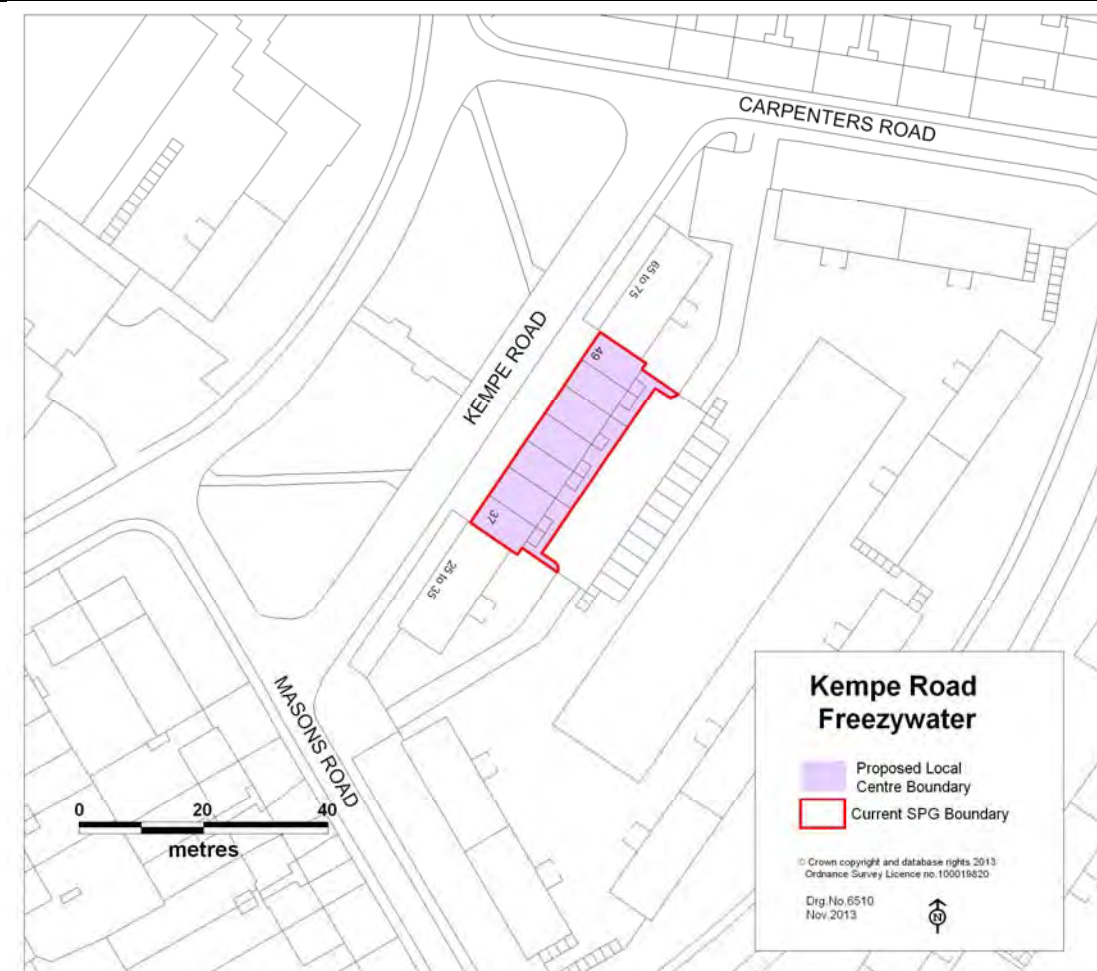 CARPENTERS ROAD
65 to 75
KEMPE ROAD
49
37
25 to 35
MASONS ROAD
0 20 40
metres
Kempe Road
Freezywater
Proposed Local
Centre Boundary
Current SPG Boundary
© Crown copyright and database rights 2013
Ordnance Survey Licence no.100019820
Drg.No.6510
Nov.2013
N